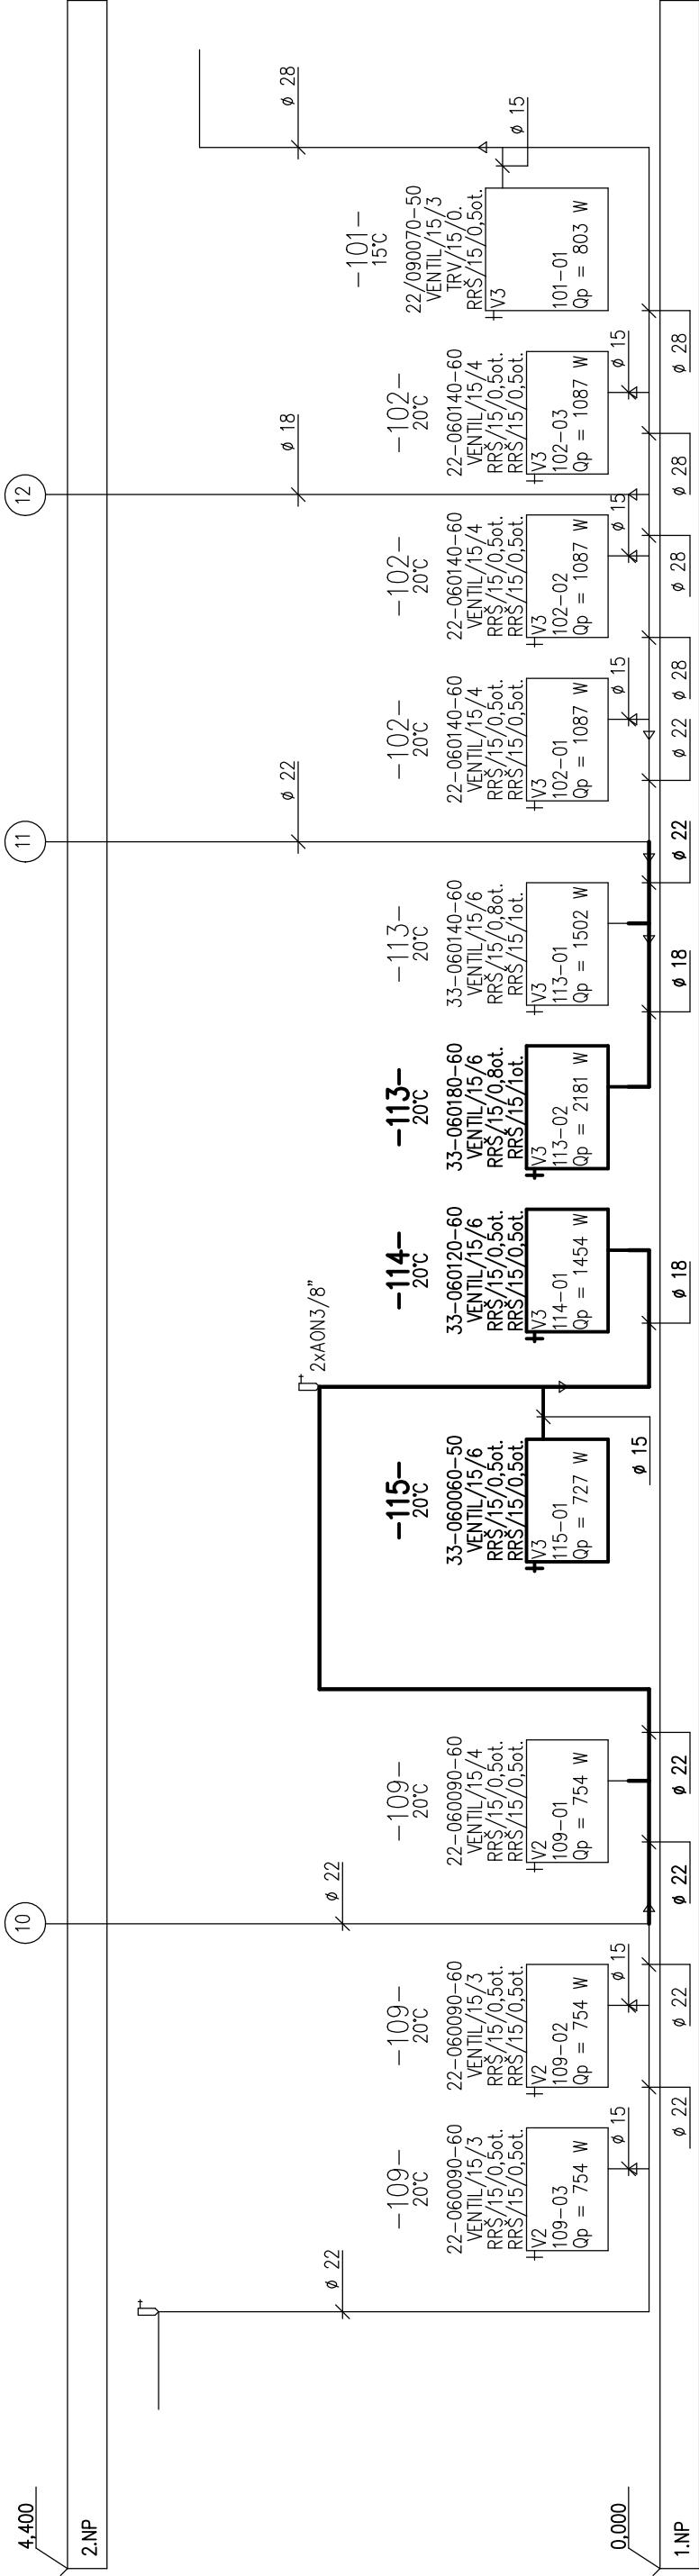 4,400
2.NP
0,000
1.NP
10
11
12
ø 22
-109-
20°C
22-060090-60
VENTIL/15/3
RRŠ/15/0,5ot.
RRŠ/15/0,5ot.
V2
109-03
Qp = 754 W
ø 15
ø 22
-109-
20°C
22-060090-60
VENTIL/15/3
RRŠ/15/0,5ot.
RRŠ/15/0,5ot.
V2
109-02
Qp = 754 W
ø 15
ø 22
ø 22
ø 22
-109-
20°C
22-060090-60
VENTIL/15/4
RRŠ/15/0,5ot.
RRŠ/15/0,5ot.
V2
109-01
Qp = 754 W
ø 22
-115-
20°C
33-060060-50
VENTIL/15/6
RRŠ/15/0,5ot.
RRŠ/15/0,5ot.
V3
115-01
Qp = 727 W
ø 15
2xAON3/8"
-114-
20°C
33-060120-60
VENTIL/15/6
RRŠ/15/0,5ot.
RRŠ/15/0,5ot.
V3
114-01
Qp = 1454 W
ø 18
-113-
20°C
33-060180-60
VENTIL/15/6
RRŠ/15/0,8ot.
RRŠ/15/1ot.
V3
113-02
Qp = 2181 W
ø 18
-113-
20°C
33-060140-60
VENTIL/15/6
RRŠ/15/0,8ot.
RRŠ/15/1ot.
V3
113-01
Qp = 1502 W
ø 22
ø 22
-102-
20°C
22-060140-60
VENTIL/15/4
RRŠ/15/0,5ot.
RRŠ/15/0,5ot.
V3
102-01
Qp = 1087 W
ø 15
ø 22
ø 28
-102-
20°C
22-060140-60
VENTIL/15/4
RRŠ/15/0,5ot.
RRŠ/15/0,5ot.
V3
102-02
Qp = 1087 W
ø 15
ø 28
ø 18
-102-
20°C
22-060140-60
VENTIL/15/4
RRŠ/15/0,5ot.
RRŠ/15/0,5ot.
V3
102-03
Qp = 1087 W
ø 15
ø 28
ø 28
-101-
15°C
22/090070-50
VENTIL/15/3
TRV/15/0.
RRŠ/15/0,5ot.
V3
101-01
Qp = 803 W
ø 15
ø 28